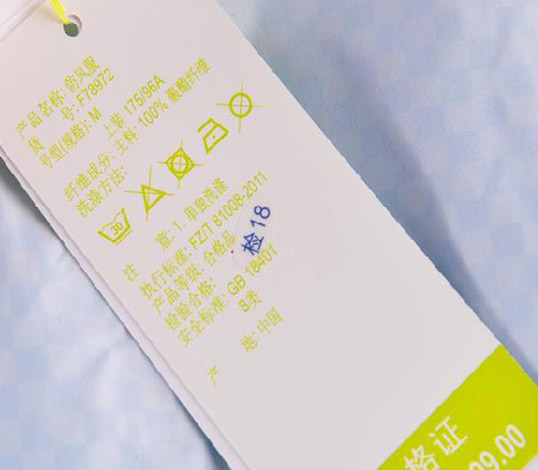 产品名称: 防风服
货 号: F78972
号型(规格): M
上装 175/96A
纤维成分: 主料: 100% 聚酯纤维
洗涤方法:
30
注 意: 1. 单独洗涤
执行标准: FZ/T 81008-2011
产品等级: 合格品
检验合格: 检18
安全标准: GB 18401
B类
产 地: 中国
格证
9.00